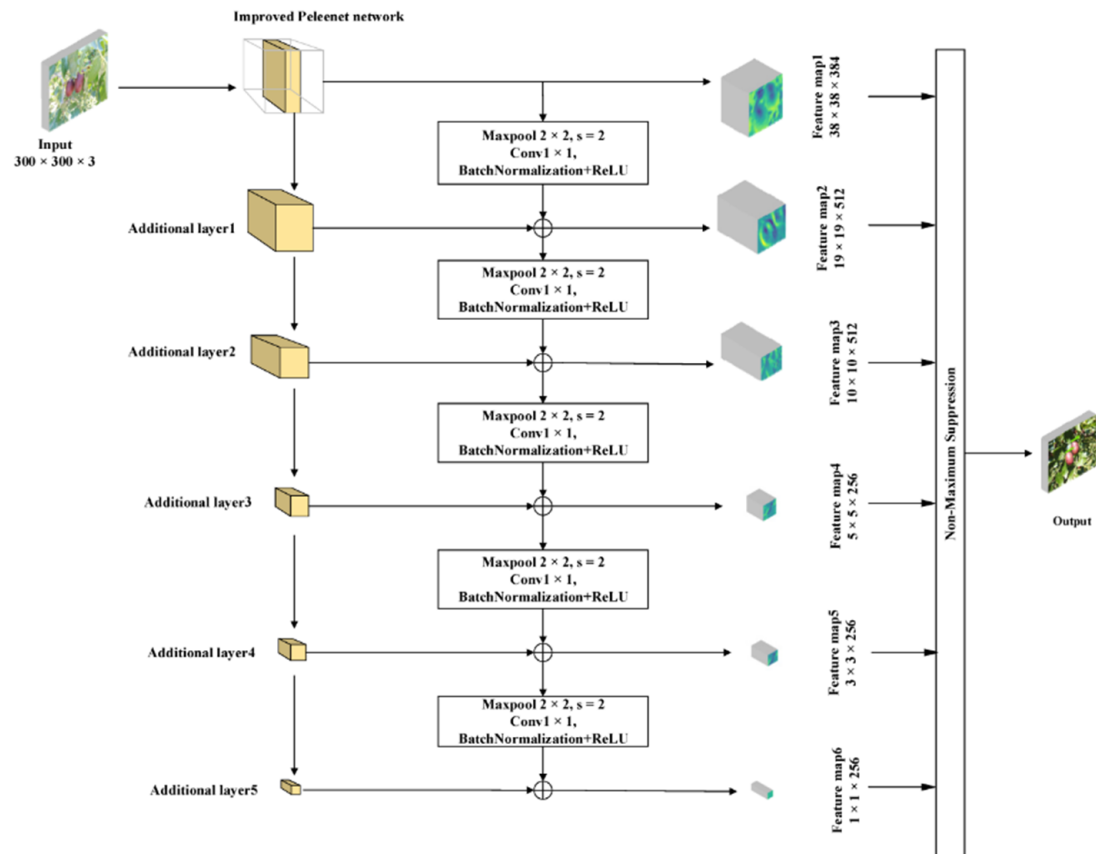 Improved Peleenet network
Input
300 × 300 × 3
Feature map1
38 × 38 × 384
Maxpool 2 × 2, s = 2
Conv1 × 1,
BatchNormalization+ReLU
Additional layer1
Feature map2
19 × 19 × 512
Maxpool 2 × 2, s = 2
Conv1 × 1,
BatchNormalization+ReLU
Additional layer2
Feature map3
10 × 10 × 512
Maxpool 2 × 2, s = 2
Conv1 × 1,
BatchNormalization+ReLU
Additional layer3
Feature map4
5 × 5 × 256
Maxpool 2 × 2, s = 2
Conv1 × 1,
BatchNormalization+ReLU
Additional layer4
Feature map5
3 × 3 × 256
Maxpool 2 × 2, s = 2
Conv1 × 1,
BatchNormalization+ReLU
Additional layer5
Feature map6
1 × 1 × 256
Non-Maximum Suppression
Output